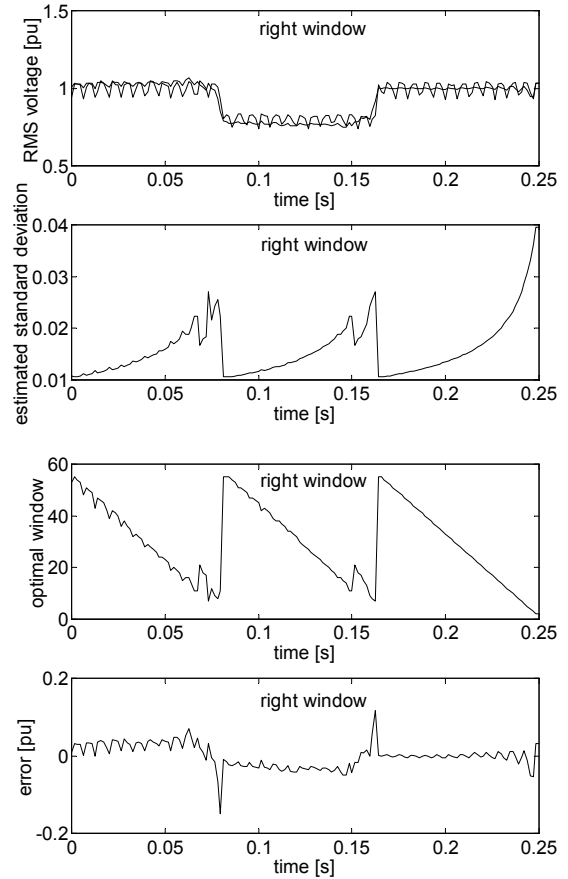 1.5
right window
RMS voltage [pu]
1
0.5
0 0.05 0.1 0.15 0.2 0.25
time [s]
0.04
right window
estimated standard deviation
0.03
0.02
0.01
0 0.05 0.1 0.15 0.2 0.25
time [s]
60
right window
optimal window
40
20
0
0 0.05 0.1 0.15 0.2 0.25
time [s]
0.2
right window
error [pu]
0
-0.2
0 0.05 0.1 0.15 0.2 0.25
time [s]